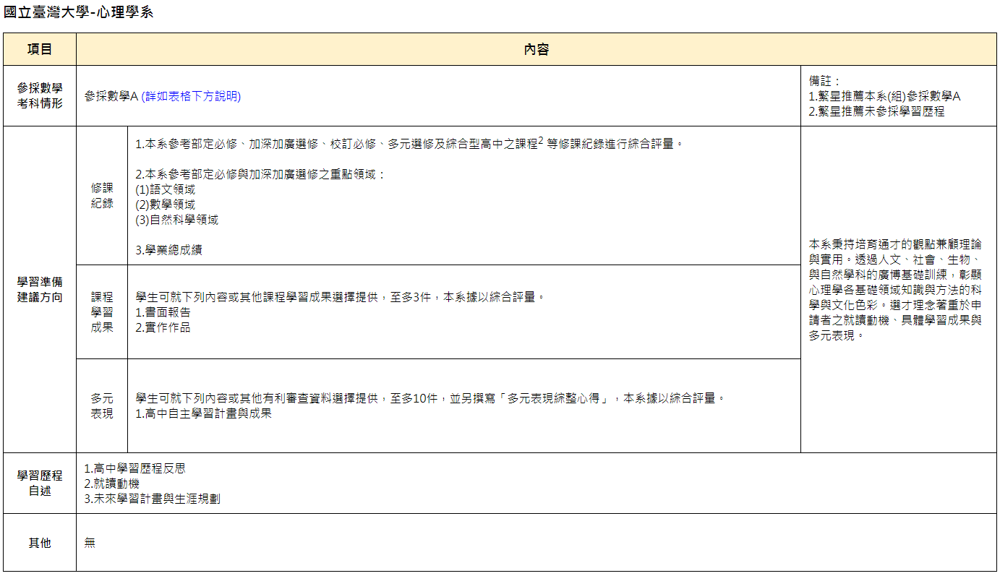 國立臺灣大學-心理學系
項目
內容
參採數學
考科情形
參採數學A (詳如表格下方說明)
備註：
1.繁星推薦本系(組)參採數學A
2.繁星推薦未參採學習歷程
學習準備
建議方向
修課
紀錄
1.本系參考部定必修、加深加廣選修、校訂必修、多元選修及綜合型高中之課程2 等修課紀錄進行綜合評量。
2.本系參考部定必修與加深加廣選修之重點領域：
(1)語文領域
(2)數學領域
(3)自然科學領域
3.學業總成績
課程
學習
成果
學生可就下列內容或其他課程學習成果選擇提供，至多3件，本系據以綜合評量。
1.書面報告
2.實作作品
多元
表現
學生可就下列內容或其他有利審查資料選擇提供，至多10件，並另撰寫「多元表現綜整心得」，本系據以綜合評量。
1.高中自主學習計畫與成果
本系秉持培育通才的觀點兼顧理論
與實用。透過人文、社會、生物、
與自然學科的廣博基礎訓練，彰顯
心理學各基礎領域知識與方法的科
學與文化色彩。選才理念著重於申
請者之就讀動機、具體學習成果與
多元表現。
學習歷程
自述
1.高中學習歷程反思
2.就讀動機
3.未來學習計畫與生涯規劃
其他
無